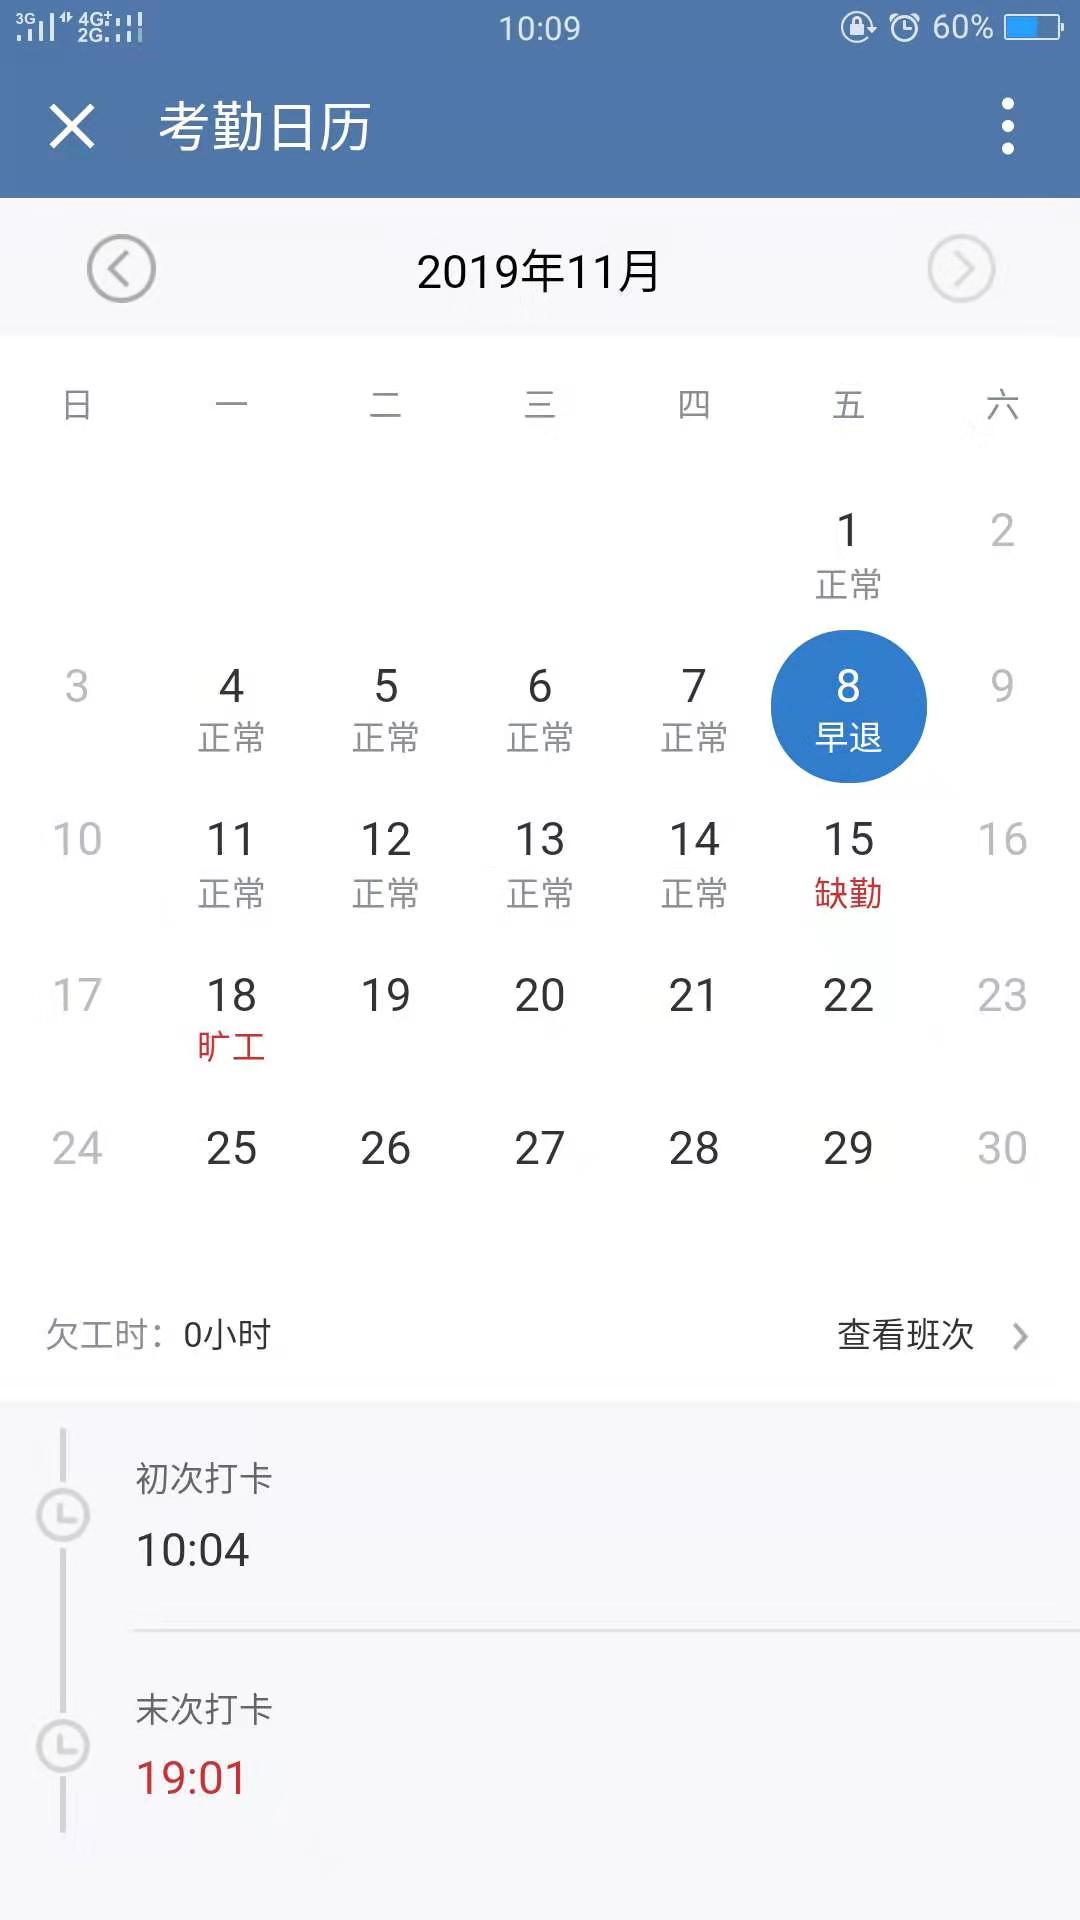 3G 4G+ 2G 10:09 60%
考勤日历
2019年11月
日 一 二 三 四 五 六
1 2
正常
3 4 5 6 7 8 9
正常 正常 正常 正常 早退
10 11 12 13 14 15 16
正常 正常 正常 正常 缺勤
17 18 19 20 21 22 23
旷工
24 25 26 27 28 29 30
欠工时：0小时 查看班次
初次打卡
10:04
末次打卡
19:01